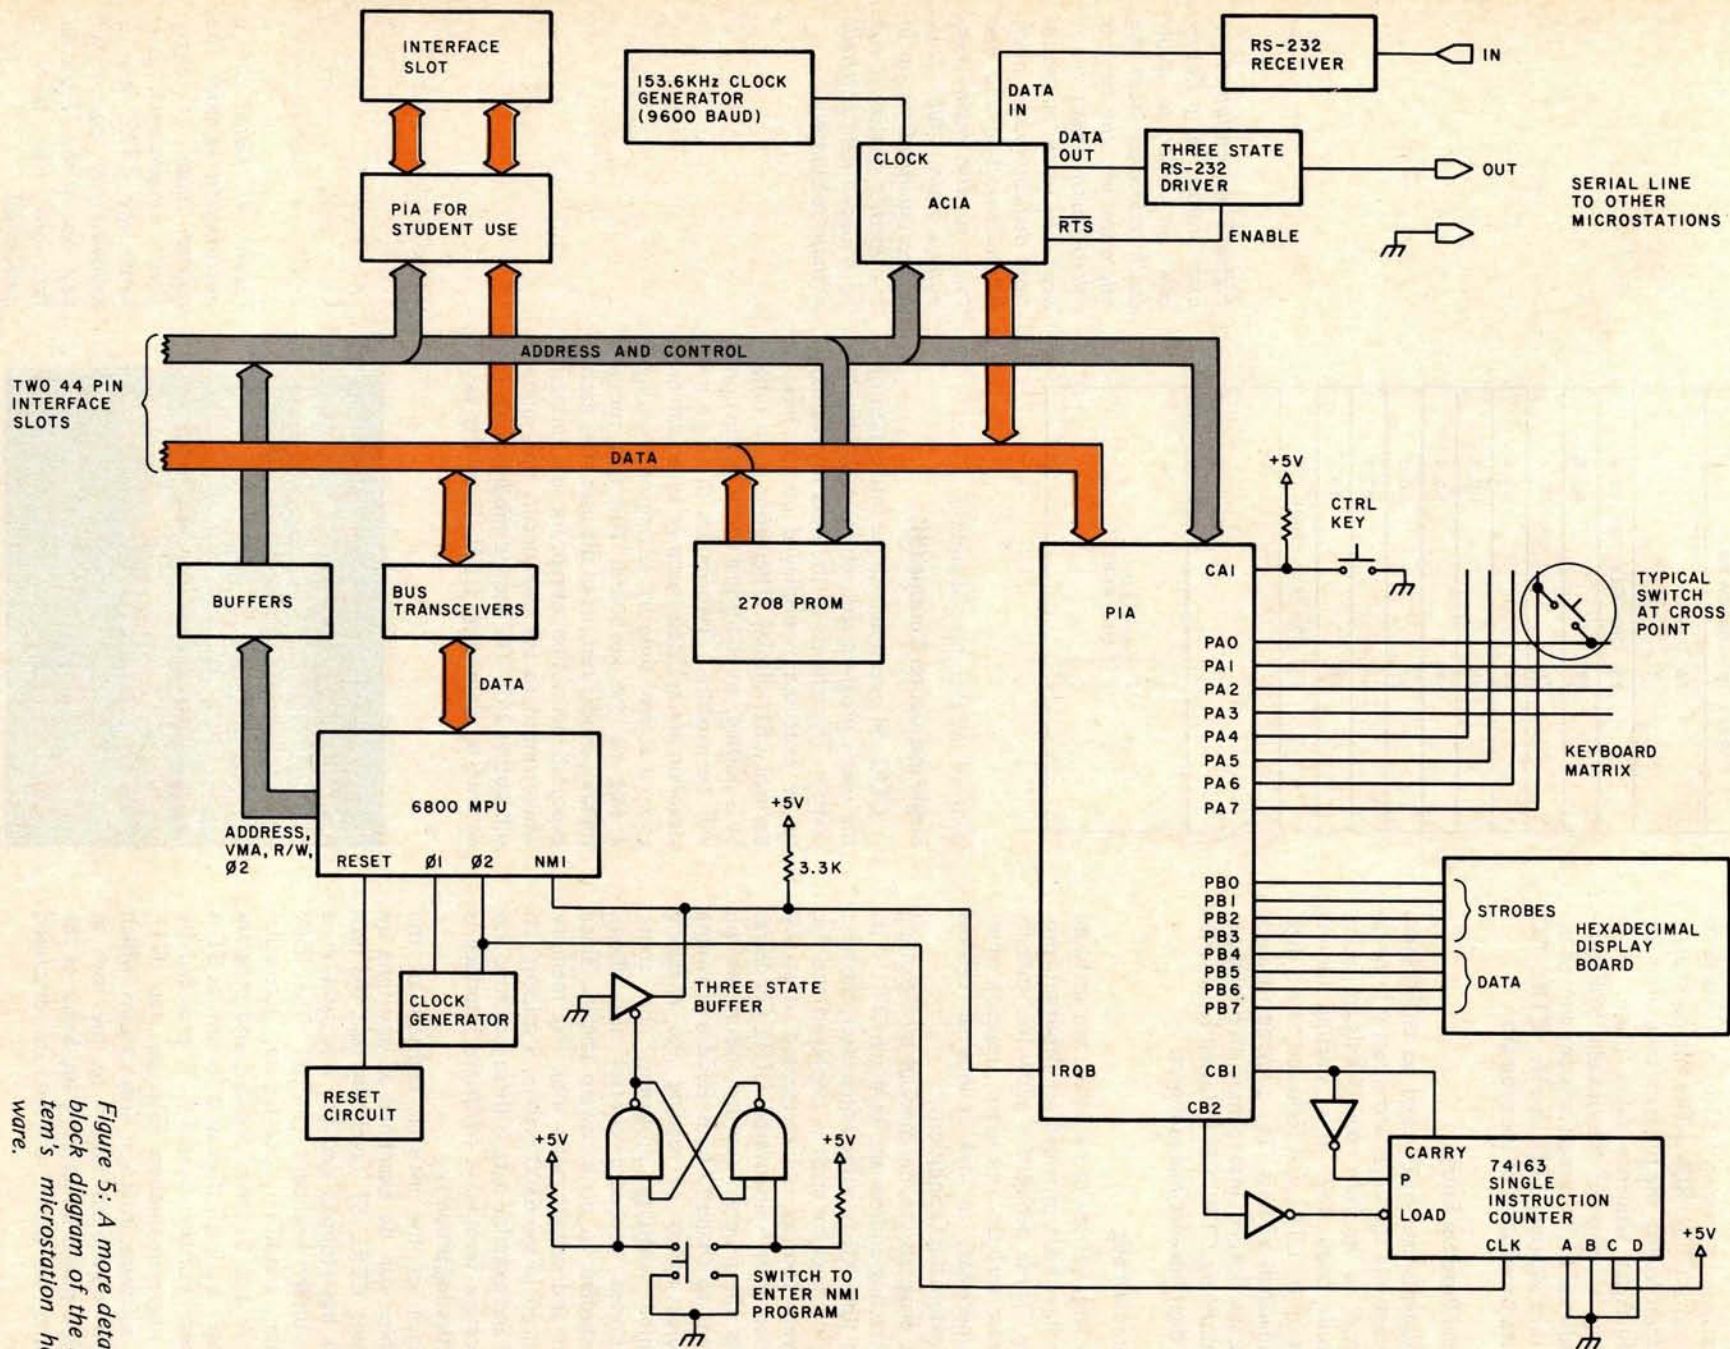 INTERFACE
SLOT
153.6KHz CLOCK
GENERATOR
(9600 BAUD)
RS-232
RECEIVER
IN
DATA
IN
CLOCK
ACIA
DATA
OUT
THREE STATE
RS-232
DRIVER
OUT
RTS
ENABLE
SERIAL LINE
TO OTHER
MICROSTATIONS
PIA FOR
STUDENT USE
ADDRESS AND CONTROL
TWO 44 PIN
INTERFACE
SLOTS
DATA
BUFFERS
BUS
TRANSCEIVERS
2708 PROM
DATA
6800 MPU
ADDRESS,
VMA, R/W,
Ø2
RESET
Ø1
Ø2
NMI
+5V
3.3K
CLOCK
GENERATOR
RESET
CIRCUIT
THREE STATE
BUFFER
+5V
+5V
SWITCH TO
ENTER NMI
PROGRAM
PIA
CA1
PA0
PA1
PA2
PA3
PA4
PA5
PA6
PA7
PB0
PB1
PB2
PB3
PB4
PB5
PB6
PB7
IRQB
CB1
CB2
+5V
CTRL
KEY
TYPICAL
SWITCH
AT CROSS
POINT
KEYBOARD
MATRIX
STROBES
DATA
HEXADECIMAL
DISPLAY
BOARD
CARRY
P
LOAD
74163
SINGLE
INSTRUCTION
COUNTER
CLK
A B C D
+5V
Figure 5: A more deta
block diagram of the
tem's microstation h
ware.